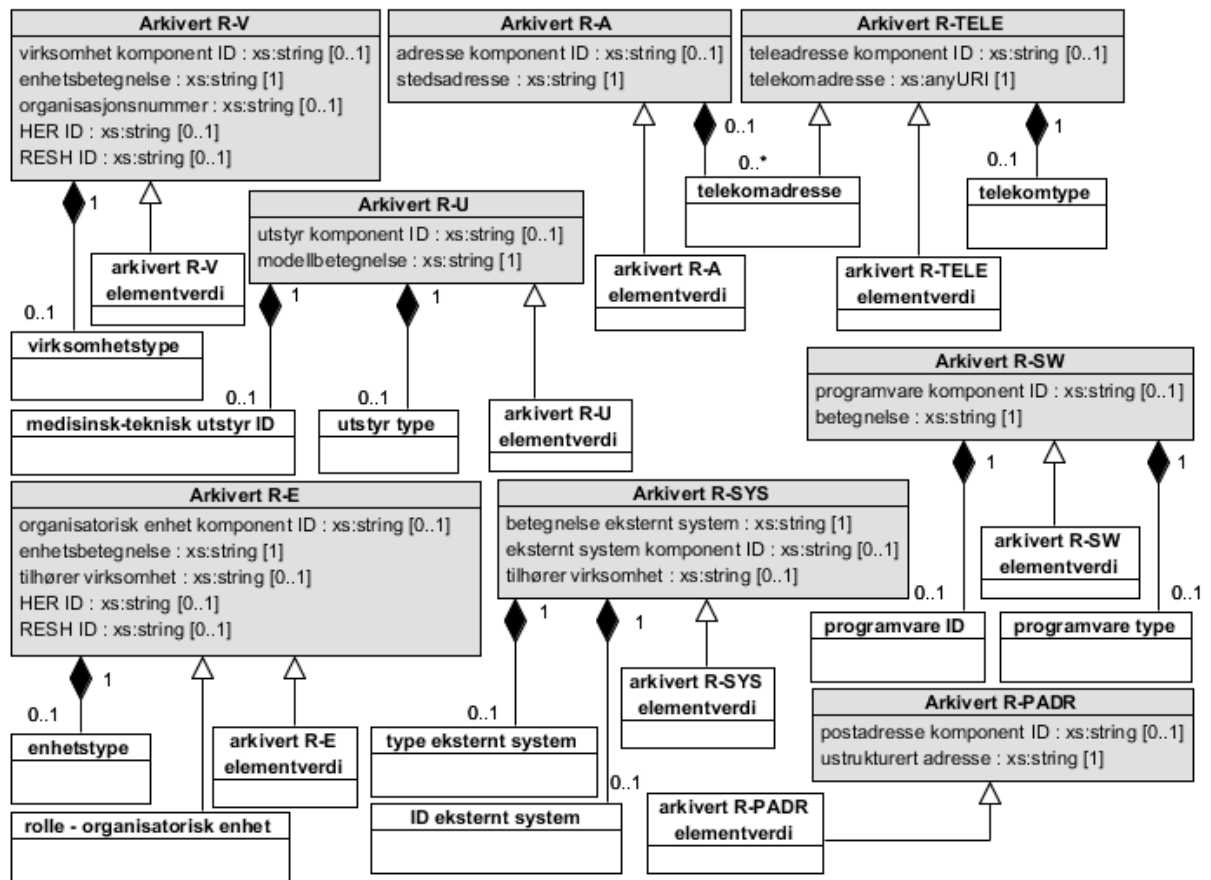 Arkivert R-V
virksomhet komponent ID : xs:string [0..1]
enhetsbetegnelse : xs:string [1]
organisasjonsnummer : xs:string [0..1]
HER ID : xs:string [0..1]
RESH ID : xs:string [0..1]
1
arkivert R-V
elementverdi
0..1
virksomhetstype
Arkivert R-A
adresse komponent ID : xs:string [0..1]
stedsadresse : xs:string [1]
0..1
0..*
telekomadresse
arkivert R-A
elementverdi
Arkivert R-TELE
teleadresse komponent ID : xs:string [0..1]
telekomadresse : xs:anyURI [1]
1
0..1
telekomtype
arkivert R-TELE
elementverdi
Arkivert R-U
utstyr komponent ID : xs:string [0..1]
modellbetegnelse : xs:string [1]
1
1
0..1
medisinsk-teknisk utstyr ID
0..1
utstyr type
arkivert R-U
elementverdi
Arkivert R-SW
programvare komponent ID : xs:string [0..1]
betegnelse : xs:string [1]
1
1
arkivert R-SW
elementverdi
0..1
programvare ID
0..1
programvare type
Arkivert R-E
organisatorisk enhet komponent ID : xs:string [0..1]
enhetsbetegnelse : xs:string [1]
tilhører virksomhet : xs:string [0..1]
HER ID : xs:string [0..1]
RESH ID : xs:string [0..1]
1
0..1
enhetstype
arkivert R-E
elementverdi
rolle - organisatorisk enhet
Arkivert R-SYS
betegnelse eksternt system : xs:string [1]
eksternt system komponent ID : xs:string [0..1]
tilhører virksomhet : xs:string [0..1]
1
1
arkivert R-SYS
elementverdi
0..1
type eksternt system
0..1
ID eksternt system
Arkivert R-PADR
postadresse komponent ID : xs:string [0..1]
ustrukturert adresse : xs:string [1]
arkivert R-PADR
elementverdi